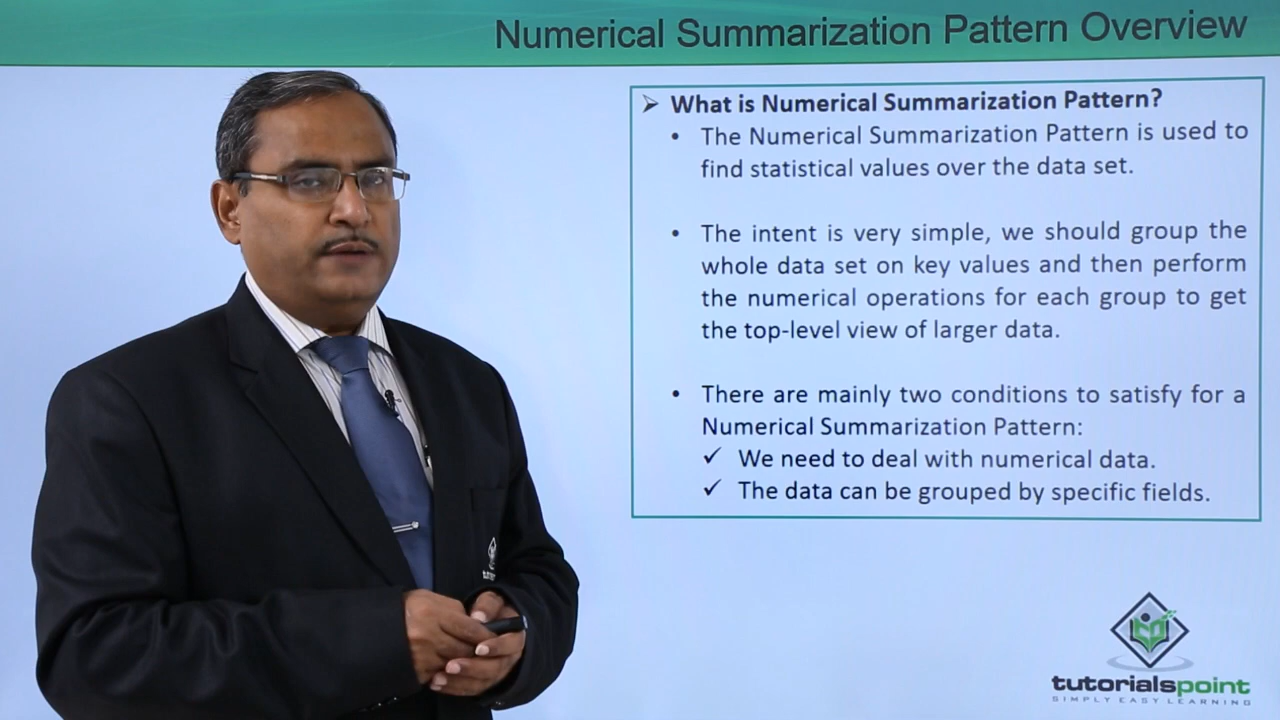 Numerical Summarization Pattern Overview
➢ What is Numerical Summarization Pattern?
• The Numerical Summarization Pattern is used to
find statistical values over the data set.
• The intent is very simple, we should group the
whole data set on key values and then perform
the numerical operations for each group to get
the top-level view of larger data.
• There are mainly two conditions to satisfy for a
Numerical Summarization Pattern:
✓ We need to deal with numerical data.
✓ The data can be grouped by specific fields.
tutorialspoint
SIMPLY EASY LEARNING